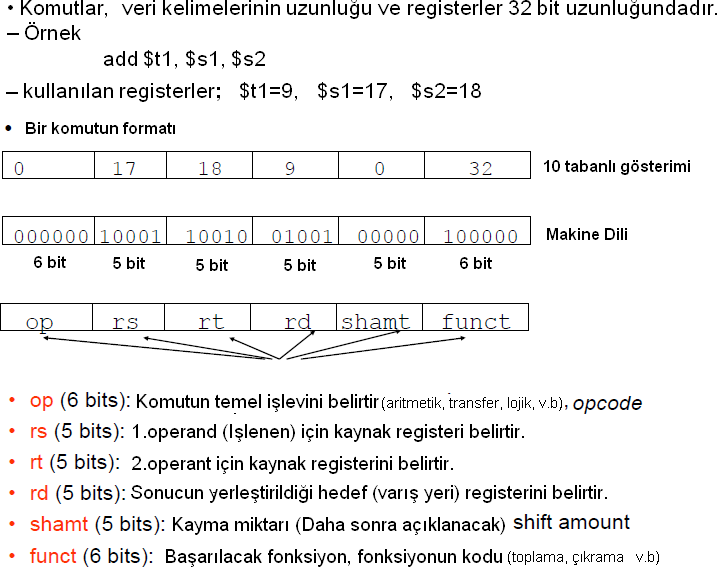 • Komutlar, veri kelimelerinin uzunluğu ve registerler 32 bit uzunluğundadır.
– Örnek
add $t1, $s1, $s2
– kullanılan registerler; $t1=9, $s1=17, $s2=18
• Bir komutun formatı
0 17 18 9 0 32 10 tabanlı gösterimi
000000 10001 10010 01001 00000 100000 Makine Dili
6 bit 5 bit 5 bit 5 bit 5 bit 6 bit
op rs rt rd shamt funct
• op (6 bits): Komutun temel işlevini belirtir (aritmetik, transfer, lojik, v.b), opcode
• rs (5 bits): 1.operand (Işlenen) için kaynak registeri belirtir.
• rt (5 bits): 2.operant için kaynak registerini belirtir.
• rd (5 bits): Sonucun yerleştirildiği hedef (varış yeri) registerini belirtir.
• shamt (5 bits): Kayma miktarı (Daha sonra açıklanacak) shift amount
• funct (6 bits): Başarılacak fonksiyon, fonksiyonun kodu (toplama, çıkrama v.b)